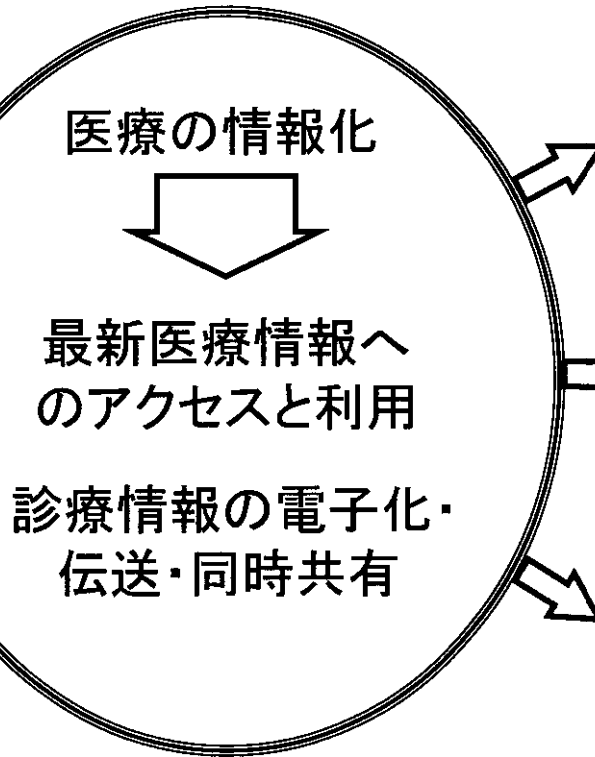 医療の情報化
最新医療情報へ
のアクセスと利用
診療情報の電子化・
伝送・同時共有